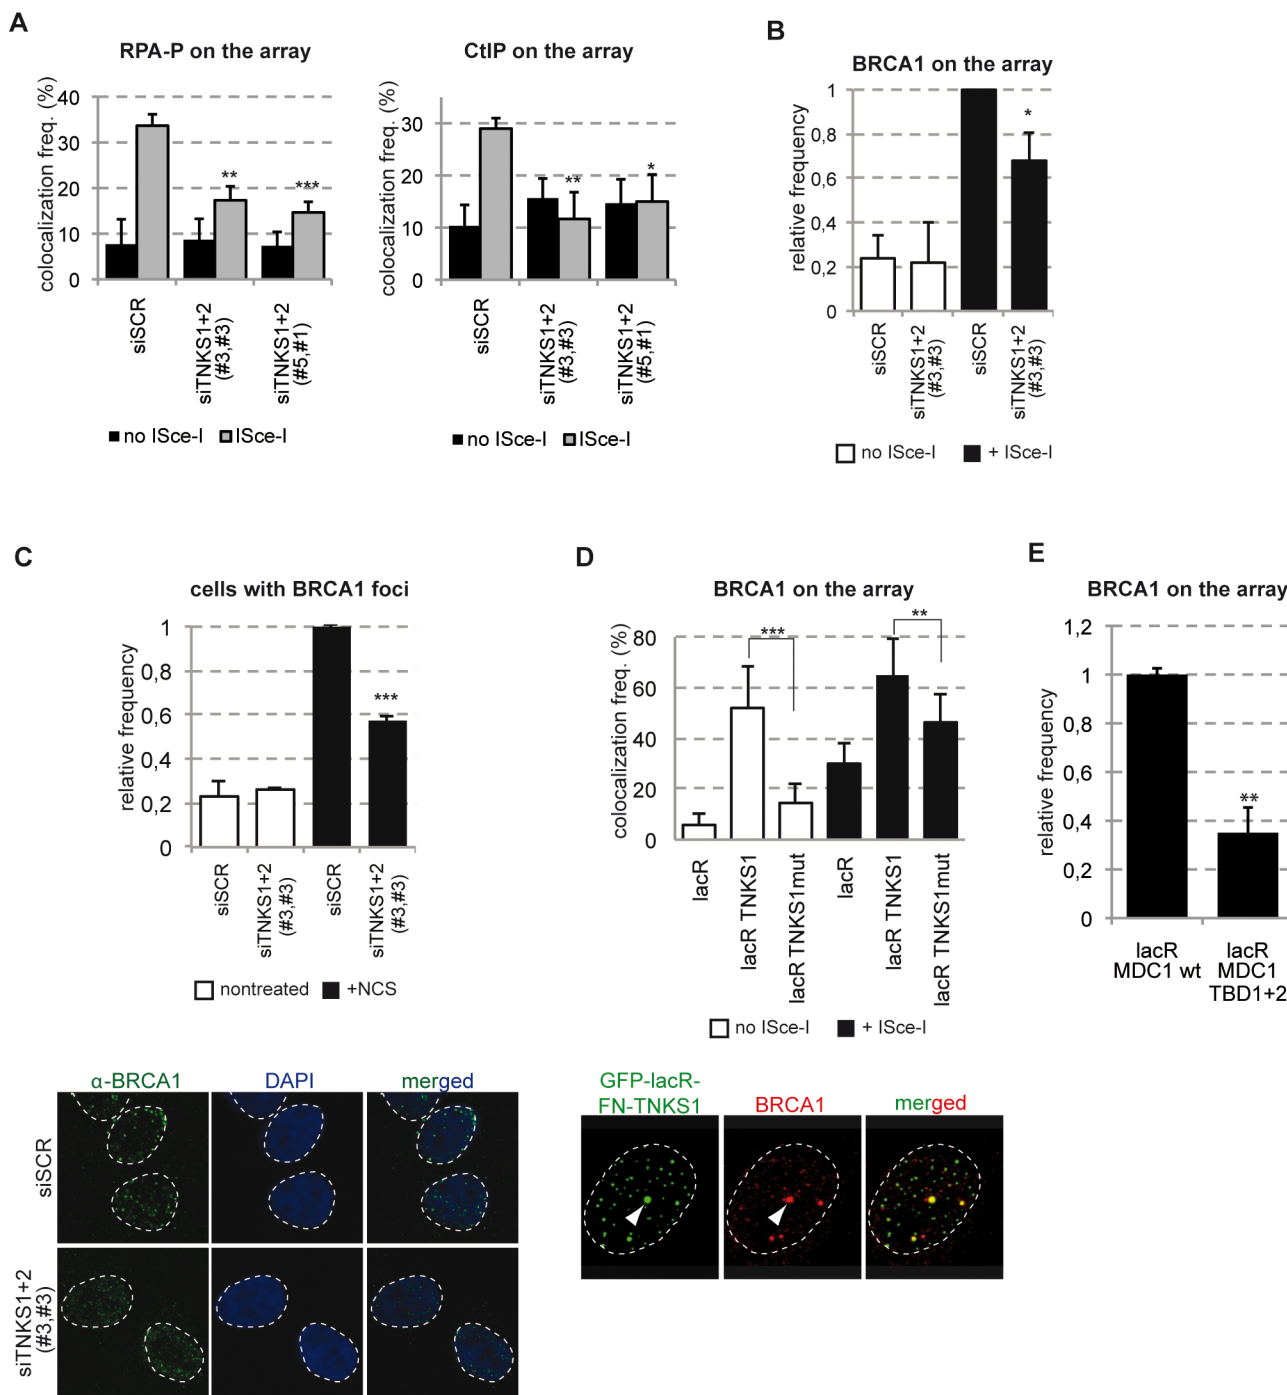 A
RPA-P on the array
colocalization freq. (%)
40
30
20
10
0
**
***
siSCR
siTNKS1+2
(#3,#3)
siTNKS1+2
(#5,#1)
no ISce-I
ISce-I
CtIP on the array
colocalization freq. (%)
30
20
10
0
**
*
siSCR
siTNKS1+2
(#3,#3)
siTNKS1+2
(#5,#1)
no ISce-I
ISce-I
B
BRCA1 on the array
relative frequency
1
0,8
0,6
0,4
0,2
0
*
siSCR
siTNKS1+2
(#3,#3)
siSCR
siTNKS1+2
(#3,#3)
no ISce-I
+ ISce-I
C
cells with BRCA1 foci
relative frequency
1
0,8
0,6
0,4
0,2
0
***
siSCR
siTNKS1+2
(#3,#3)
siSCR
siTNKS1+2
(#3,#3)
nontreated
+NCS
α-BRCA1
DAPI
merged
siSCR
siTNKS1+2
(#3,#3)
D
BRCA1 on the array
colocalization freq. (%)
80
60
40
20
0
***
**
lacR
lacR TNKS1
lacR TNKS1mut
lacR
lacR TNKS1
lacR TNKS1mut
no ISce-I
+ ISce-I
GFP-lacR-
FN-TNKS1
BRCA1
merged
E
BRCA1 on the array
relative frequency
1,2
1
0,8
0,6
0,4
0,2
0
**
lacR
MDC1 wt
lacR
MDC1
TBD1+2